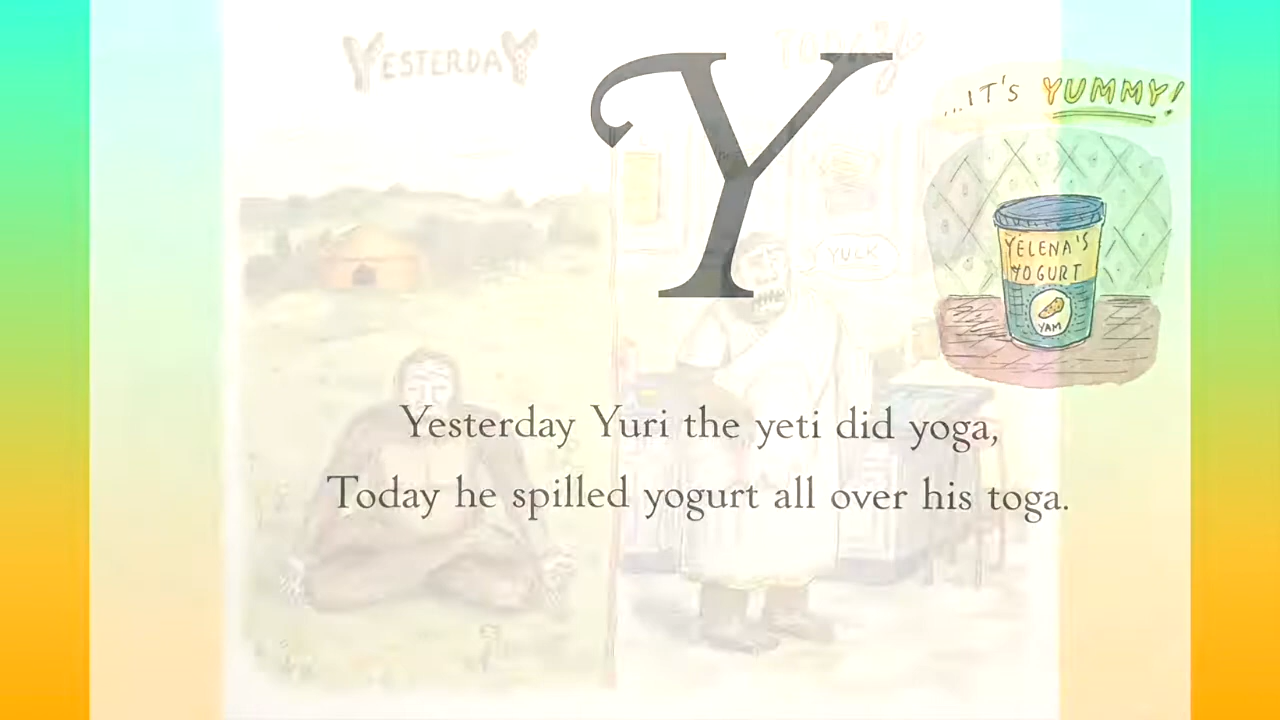 YESTERDAY
TODAY
Y
...IT'S YUMMY!
YELENA'S
YOGURT
YAM
YUCK
Yesterday Yuri the yeti did yoga,
Today he spilled yogurt all over his toga.